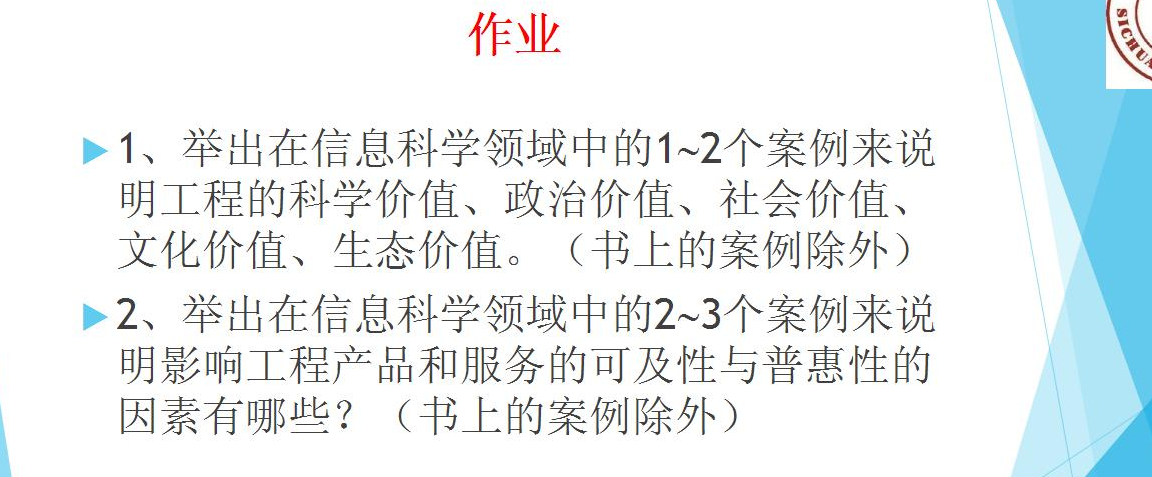 作业
1、举出在信息科学领域中的1~2个案例来说
明工程的科学价值、政治价值、社会价值、
文化价值、生态价值。（书上的案例除外）
2、举出在信息科学领域中的2~3个案例来说
明影响工程产品和服务的可及性与普惠性的
因素有哪些？（书上的案例除外）